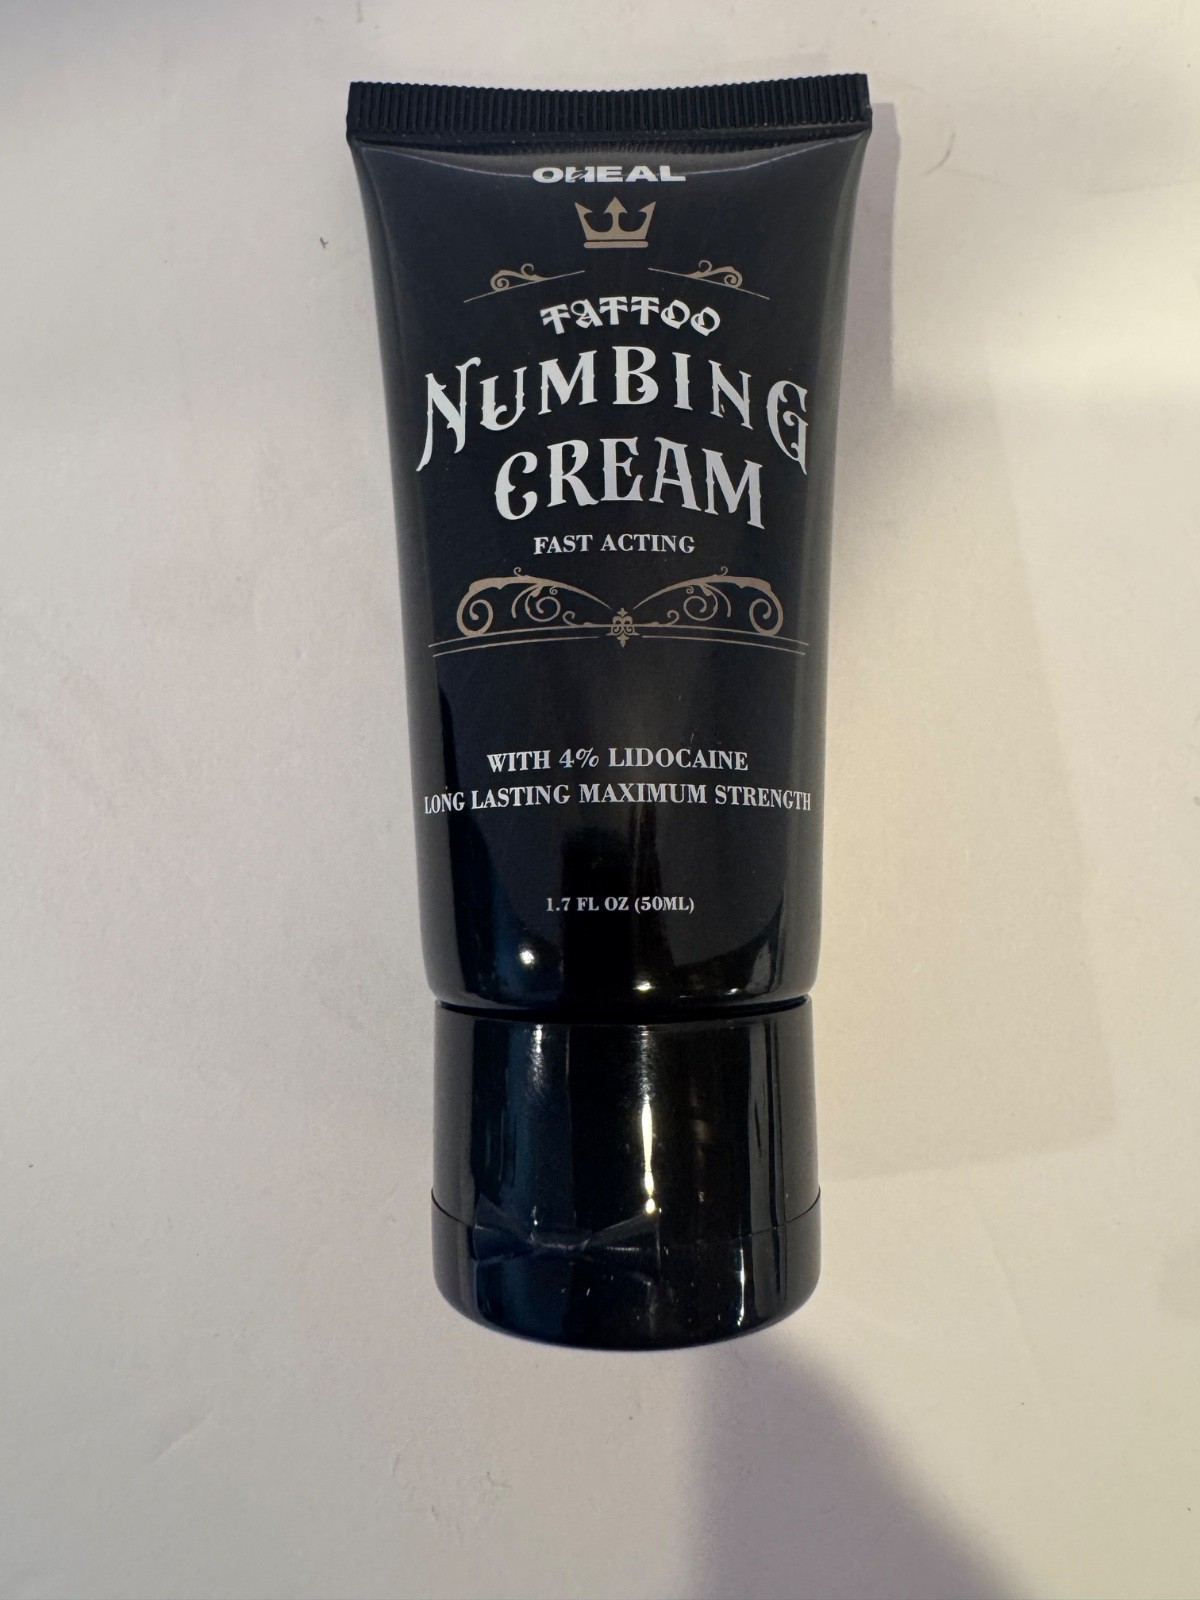 OHEAL
TATTOO
NUMBING
CREAM
FAST ACTING
WITH 4% LIDOCAINE
LONG LASTING MAXIMUM STRENGTH
1.7 FL OZ (50ML)